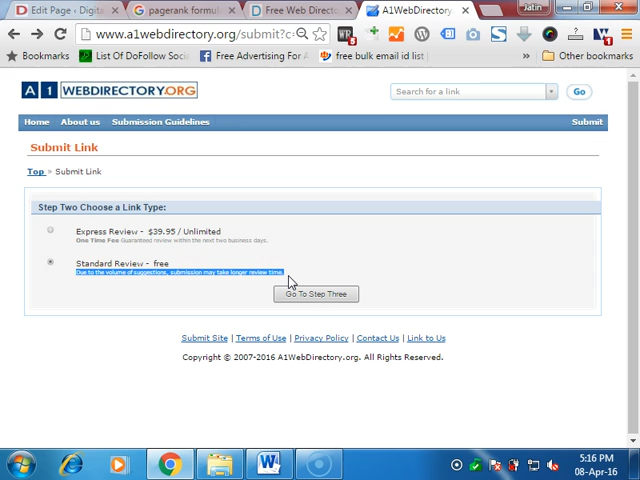 Edit Page ‹ Digital
pagerank formul
Free Web Direct
A1WebDirectory
Jatin
www.a1webdirectory.org/submit?c=
Bookmarks
List Of DoFollow Soci
Free Advertising For
free bulk email id list |
Other bookmarks
A 1 WEBDIRECTORY.ORG
Search for a link
Go
Home About us Submission Guidelines Submit
Submit Link
Top » Submit Link
Step Two Choose a Link Type:
Express Review - $39.95 / Unlimited
One Time Fee Guaranteed review within the next two business days.
Standard Review - free
Due to the volume of suggestions, submission may take longer review time.
Go To Step Three
Submit Site | Terms of Use | Privacy Policy | Contact Us | Link to Us
Copyright © 2007-2016 A1WebDirectory.org. All Rights Reserved.
5:16 PM
08-Apr-16